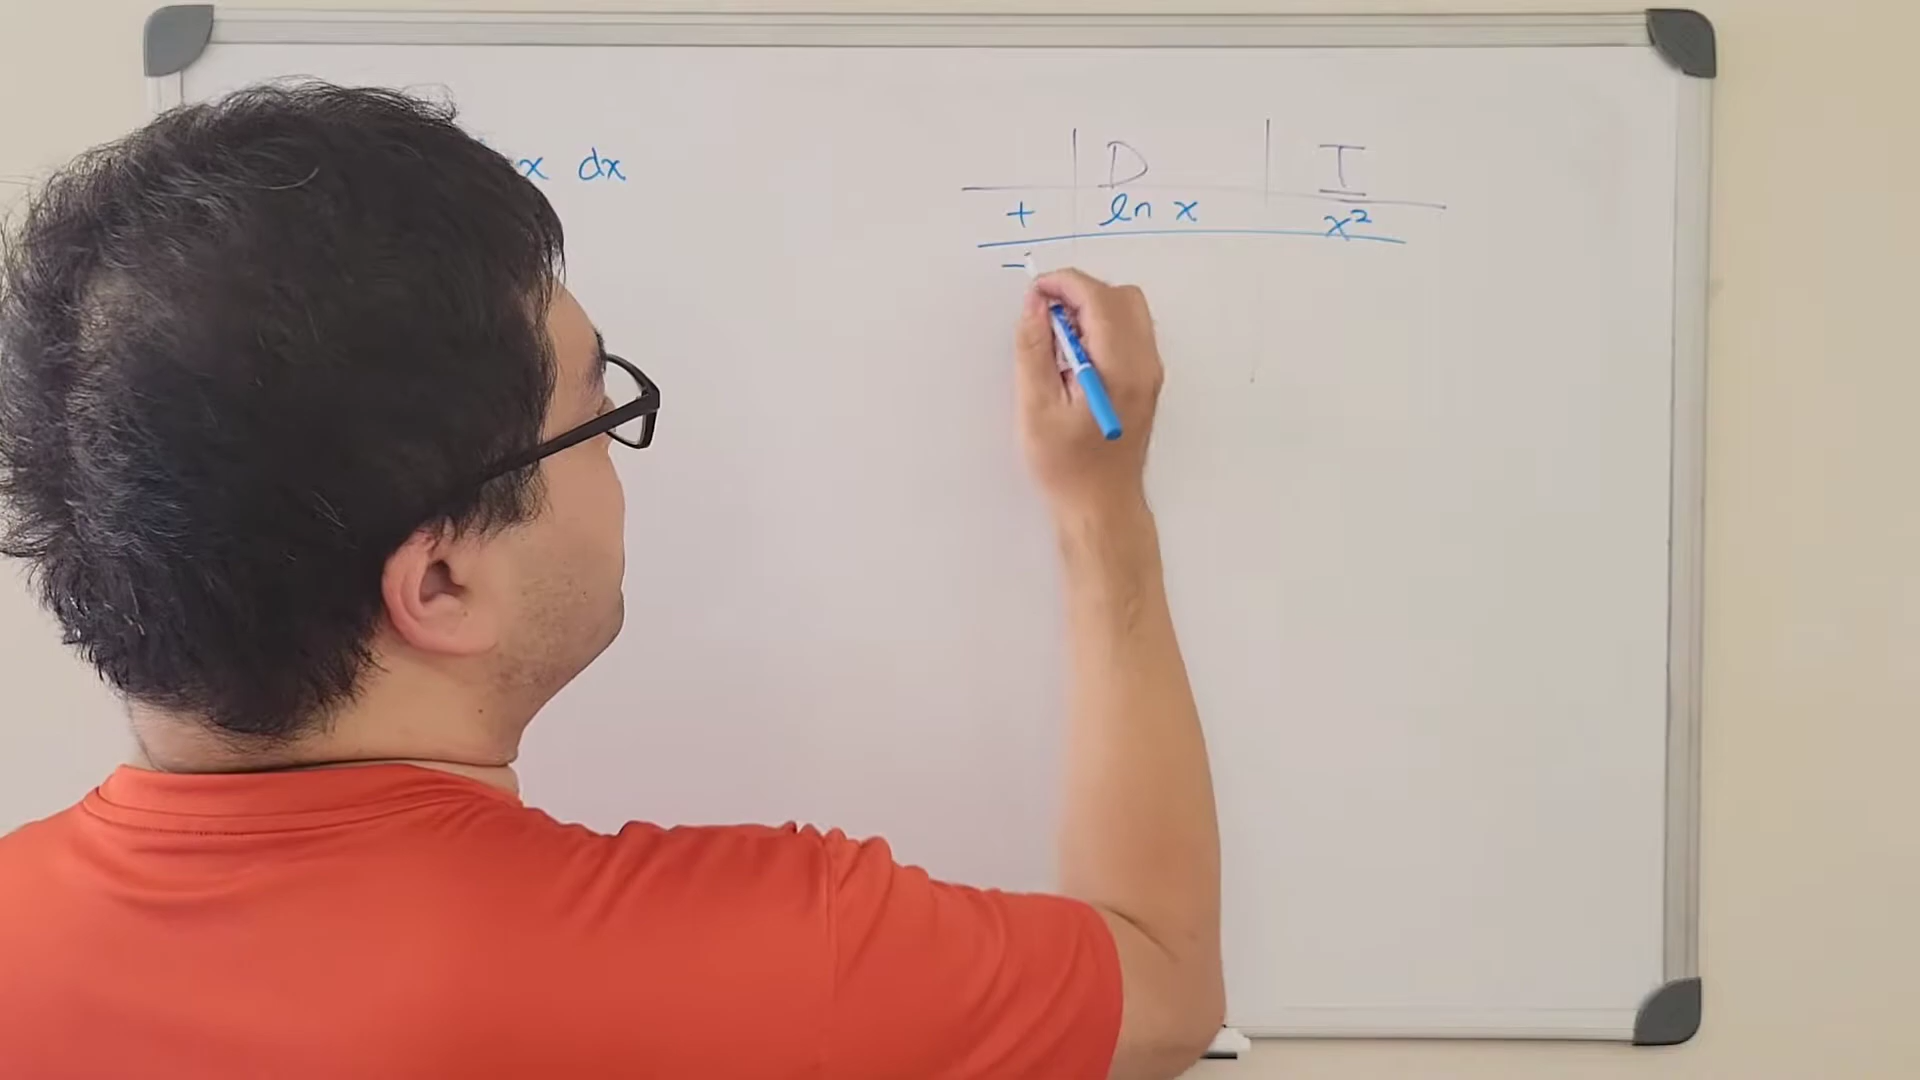 x dx
D I
+ ln x x²
−